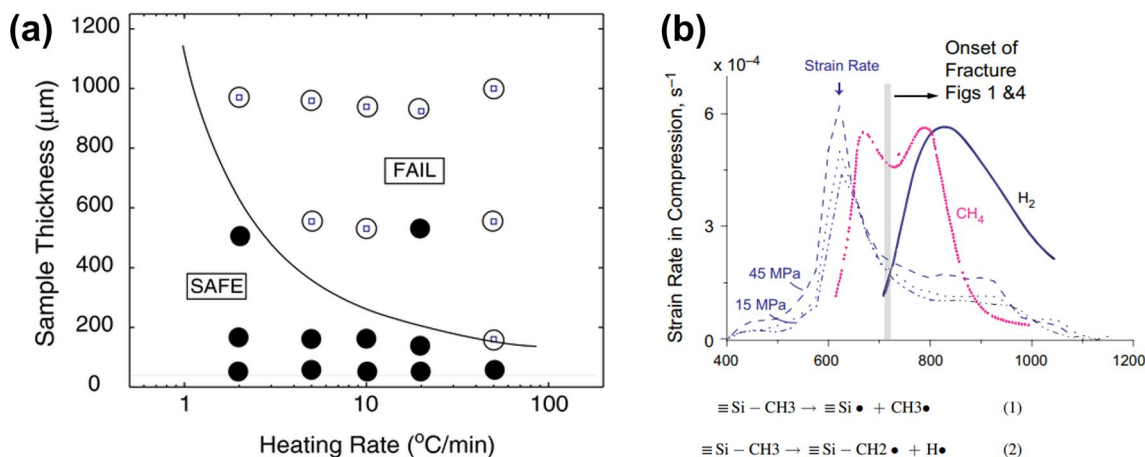 (a)
1200
1000
800
600
400
200
0
Sample Thickness (μm)
FAIL
SAFE
1
10
100
Heating Rate (°C/min)
(b)
x 10⁻⁴
Strain Rate
Onset of
Fracture
Figs 1 &4
6
3
0
Strain Rate in Compression, s⁻¹
H₂
CH₄
45 MPa
15 MPa
400
600
800
1000
1200
≡Si – CH3 → ≡Si • + CH3• (1)
≡Si – CH3 → ≡Si – CH2 • + H• (2)